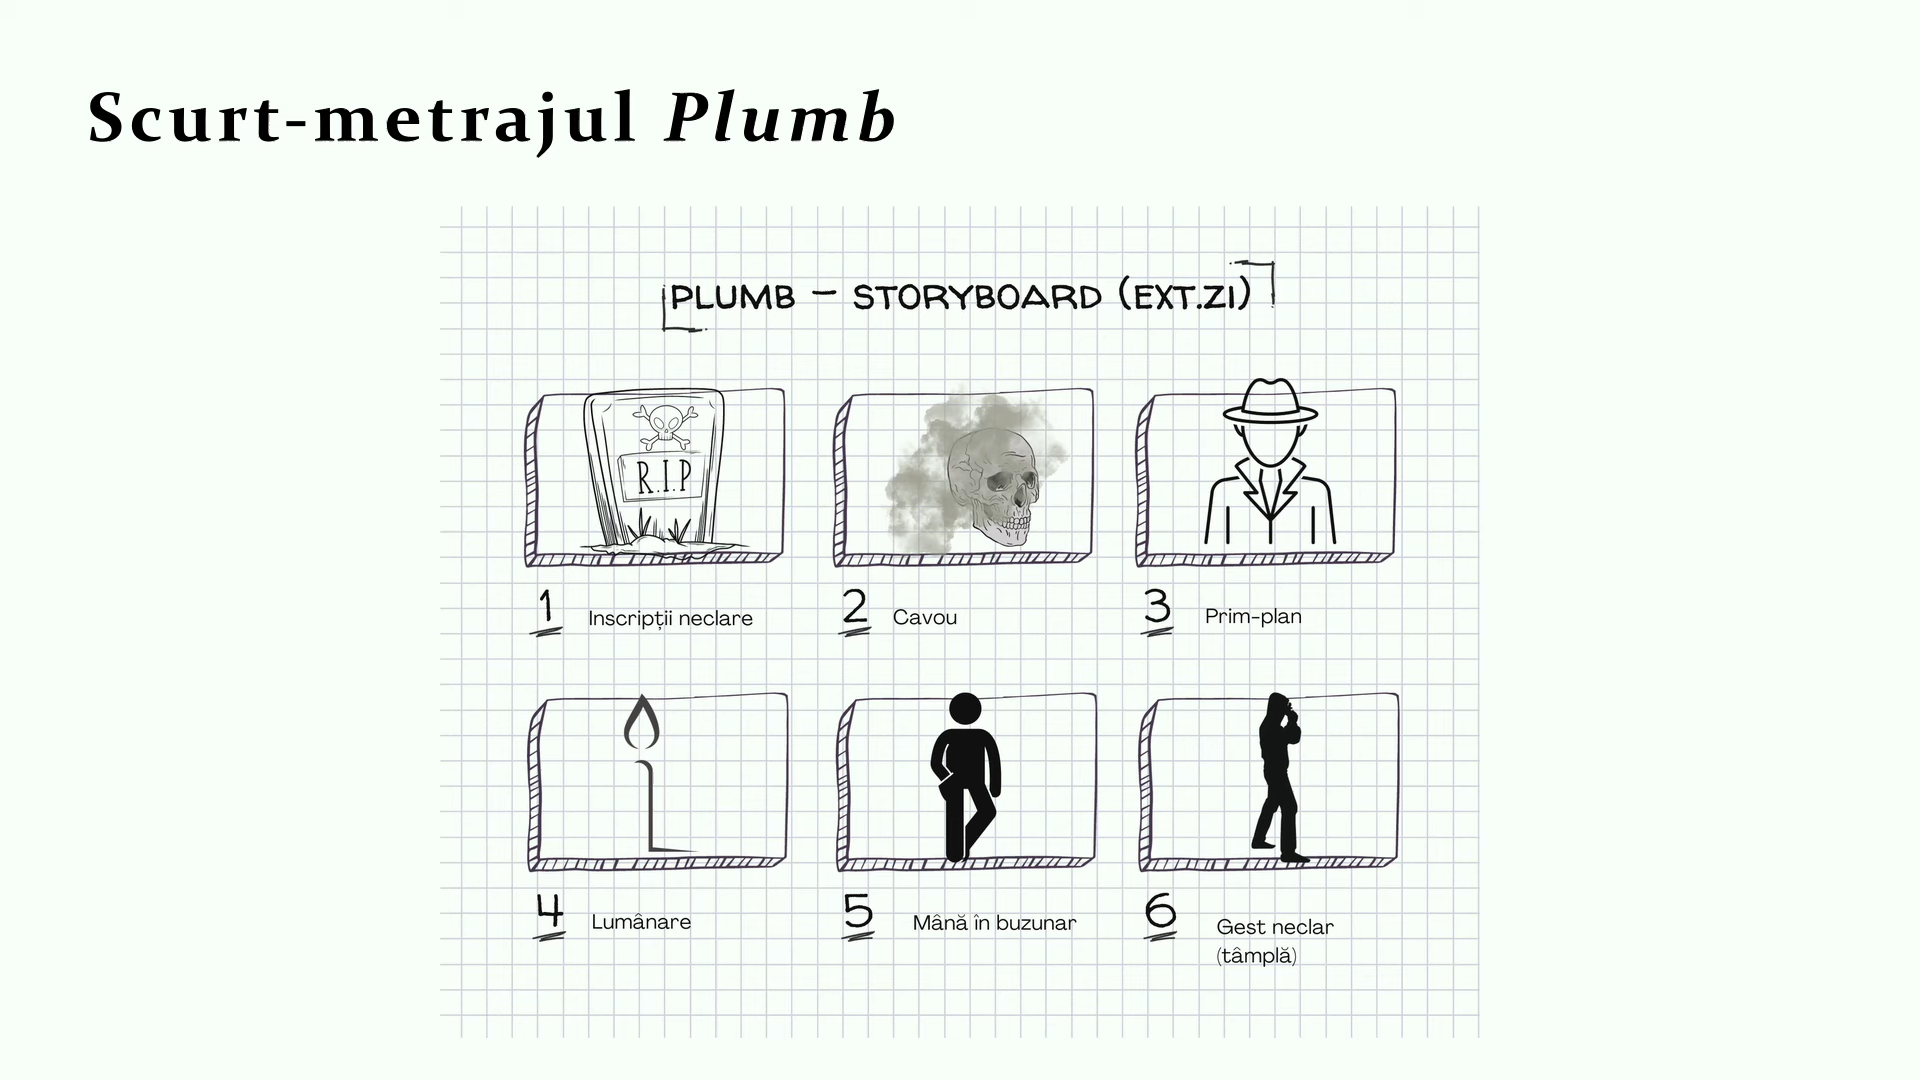 Scurt-metrajul Plumb
PLUMB - STORYBOARD (EXT.ZI)
R.I.P
1 Inscripții neclare
2 Cavou
3 Prim-plan
4 Lumânare
5 Mână în buzunar
6 Gest neclar
(tâmplă)